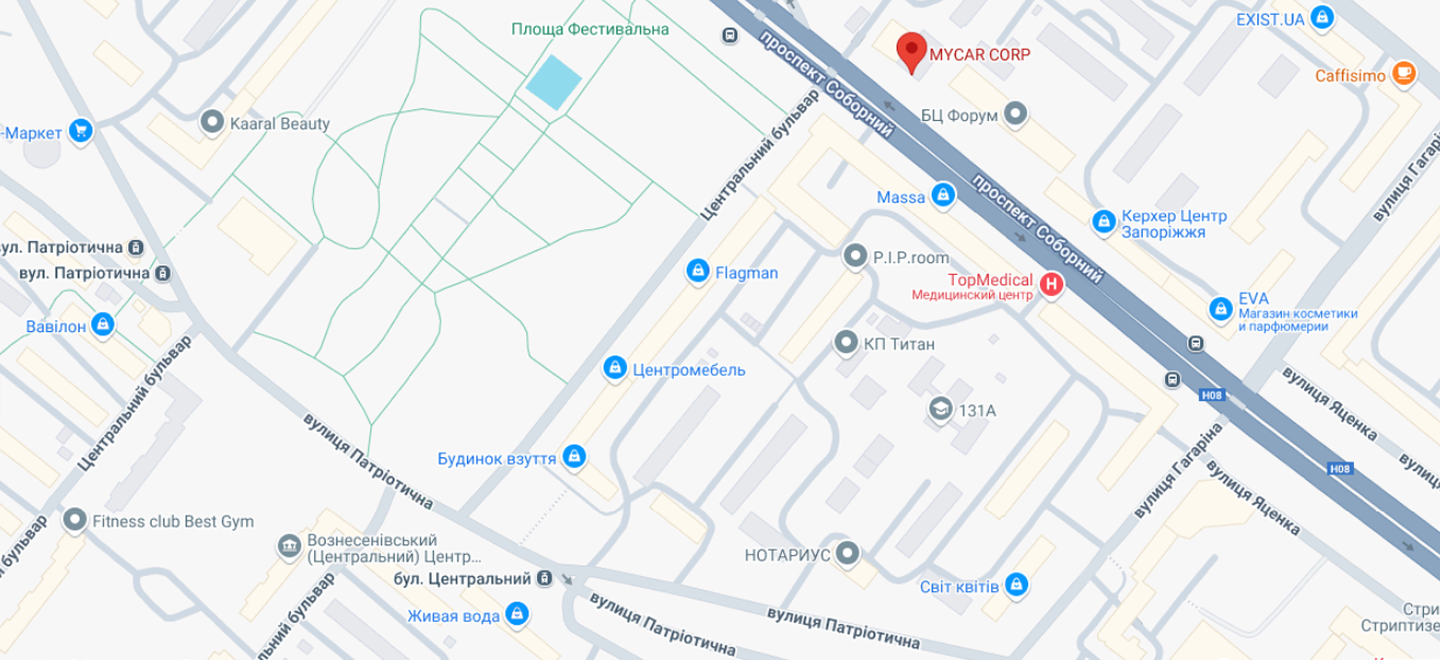 EXIST.UA
Площа Фестивальна
проспект Соборний
MYCAR CORP
Caffisimo
-Маркет
Kaaral Beauty
БЦ Форум
Центральний бульвар
проспект Соборний
вулиця Гагаріна
Massa
Керхер Центр
Запоріжжя
ул. Патріотична
вул. Патріотична
P.I.P.room
Flagman
TopMedical
Медицинский центр
EVA
Магазин косметики
и парфюмерии
Вавілон
КП Титан
Центромебель
Центральний бульвар
H08
131А
вулиця Яценка
вулиця Патріотична
Будинок взуття
вулиця Гагаріна
H08
вулиця Яценка
Fitness club Best Gym
бульвар
Вознесенівський
(Центральний) Центр...
НОТАРИУС
бул. Центральний
Світ квітів
Живая вода
вулиця Патріотична
вулиця Патріотична
Стри
Стриптизе